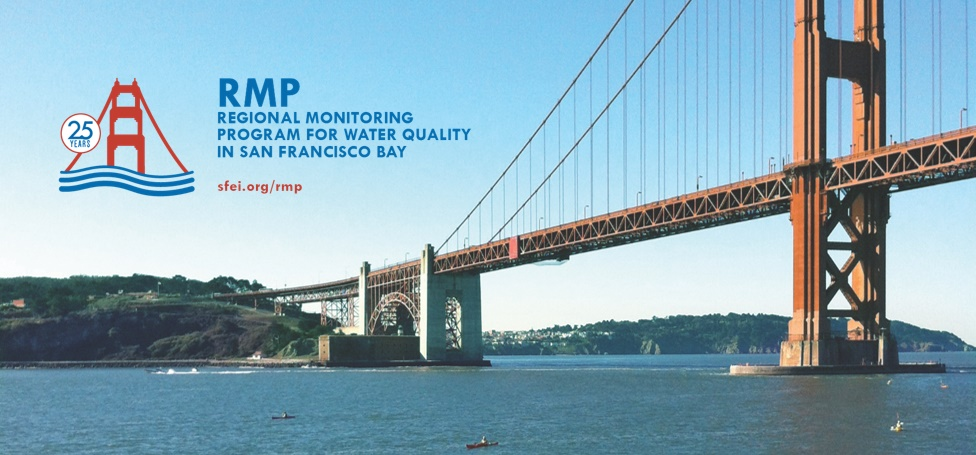 25
YEARS
RMP
REGIONAL MONITORING
PROGRAM FOR WATER QUALITY
IN SAN FRANCISCO BAY
sfei.org/rmp